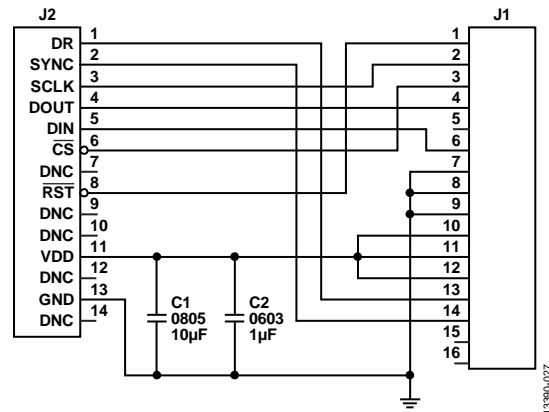 J2
J1
DR 1
SYNC 2
SCLK 3
DOUT 4
DIN 5
CS 6
DNC 7
RST 8
DNC 9
DNC 10
VDD 11
DNC 12
GND 13
DNC 14
C1
0805
10µF
C2
0603
1µF
1
2
3
4
5
6
7
8
9
10
11
12
13
14
15
16
13390-027